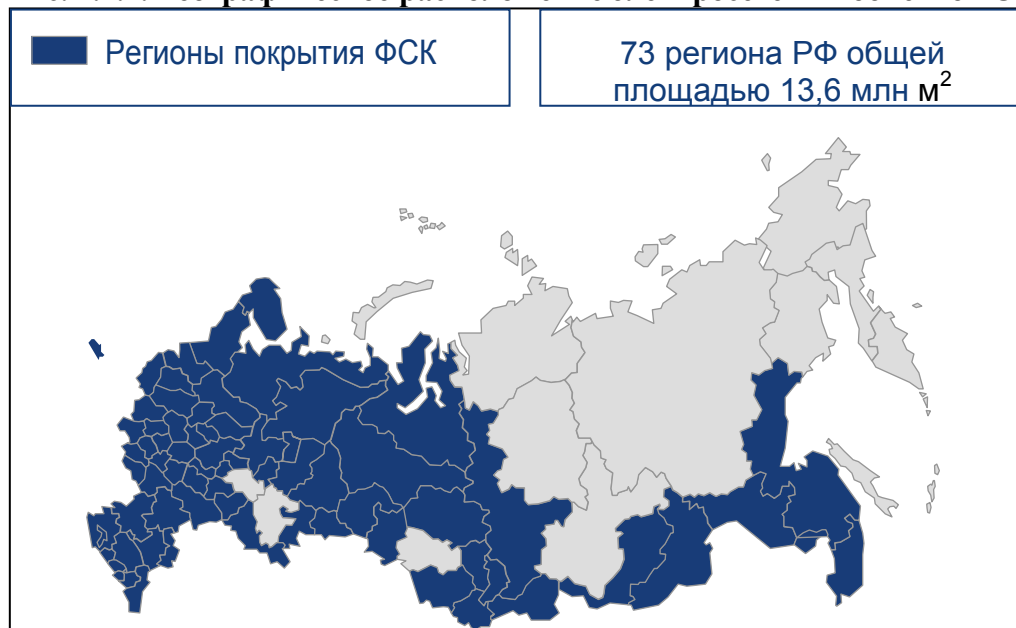 Регионы покрытия ФСК
73 региона РФ общей
площадью 13,6 млн м²